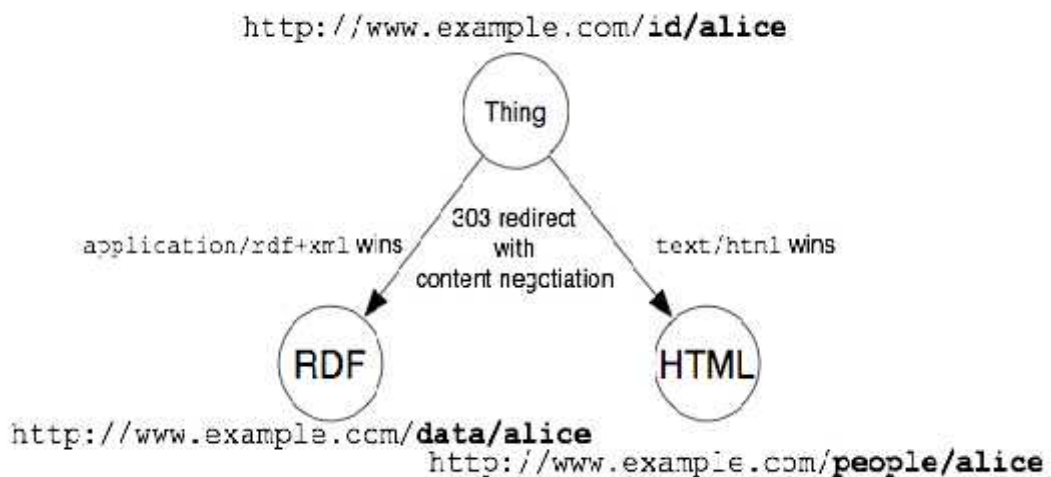 http://www.example.com/id/alice
Thing
303 redirect
with
content negotiation
application/rdf+xml wins
text/html wins
RDF
HTML
http://www.example.com/data/alice
http://www.example.com/people/alice